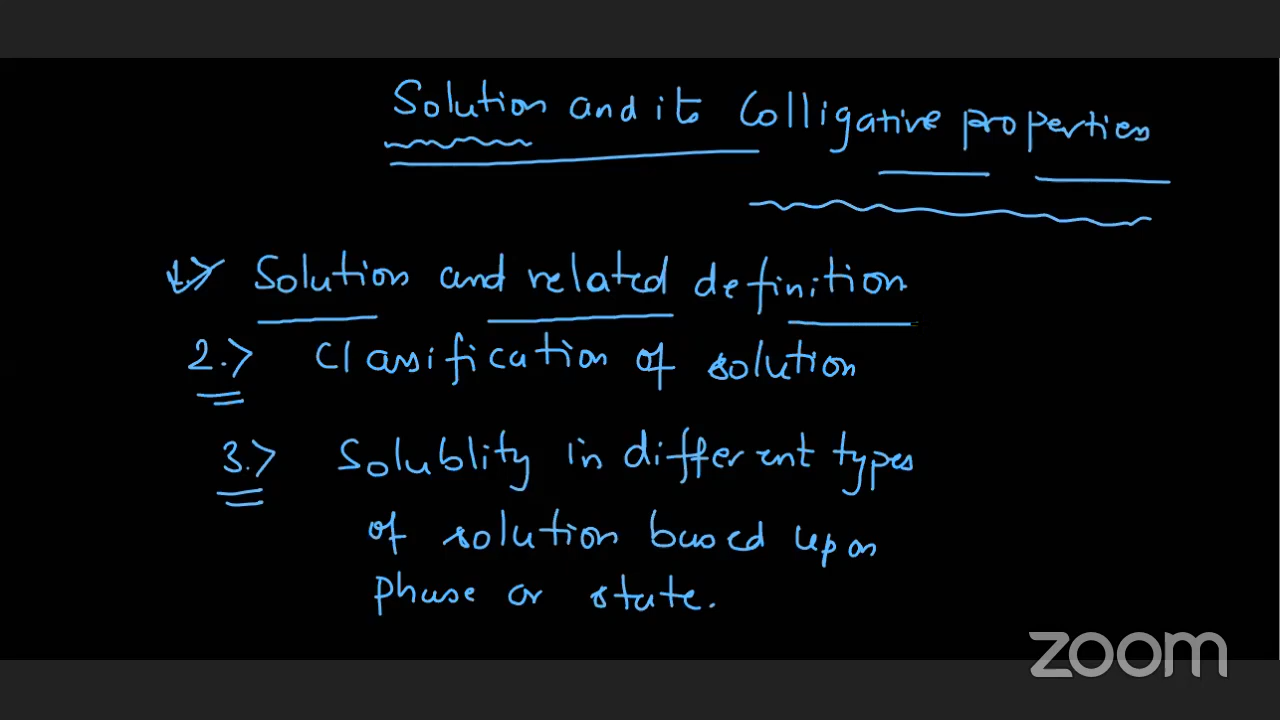 Solution and its Colligative properties
1.> Solution and related definition
2.> Classification of solution
3.> Solublity in different types
of solution based upon
phase or state.
zoom